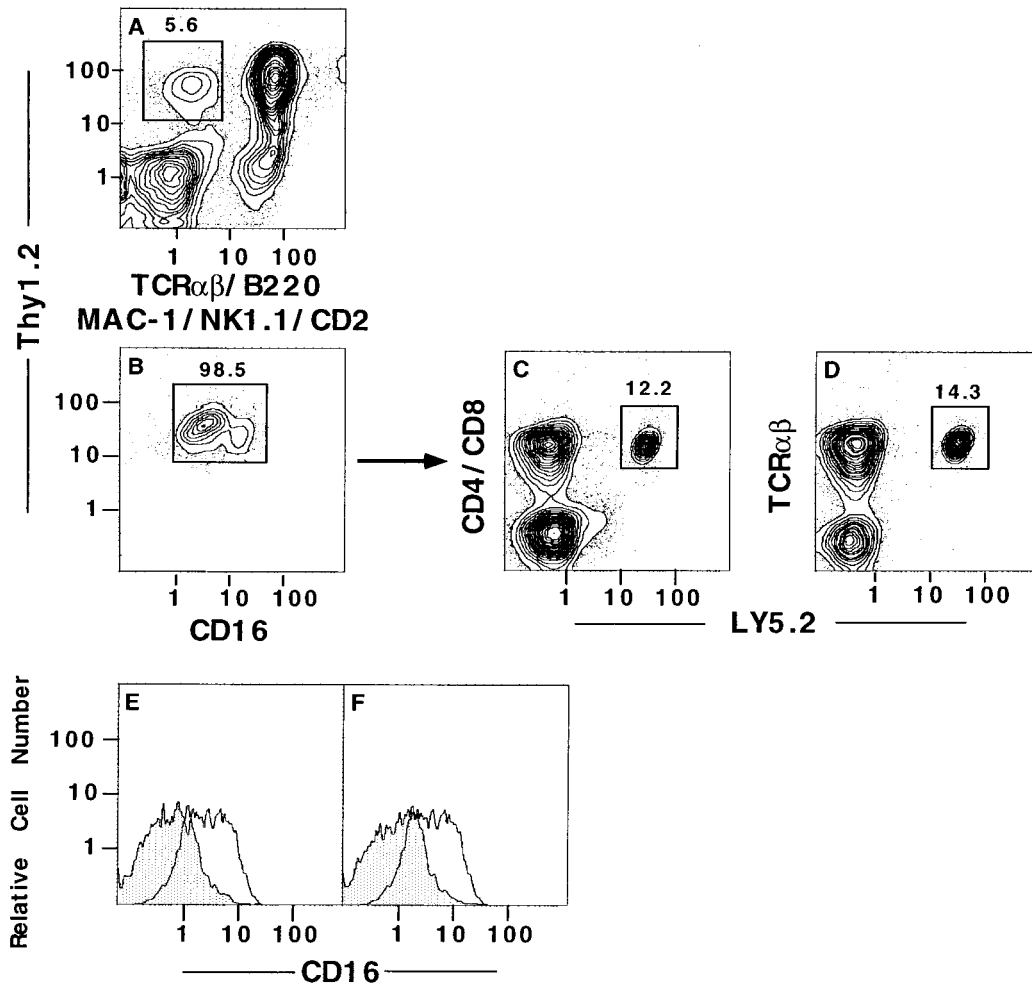 A
5.6
100
10
1
1 10 100
TCRαβ/ B220
MAC-1/ NK1.1/ CD2
Thy1.2
B
98.5
100
10
1
1 10 100
CD16
C
12.2
CD4/ CD8
1 10 100
D
14.3
TCRαβ
1 10 100
LY5.2
E
F
Relative Cell Number
100
10
1
1 10 100
1 10 100
CD16